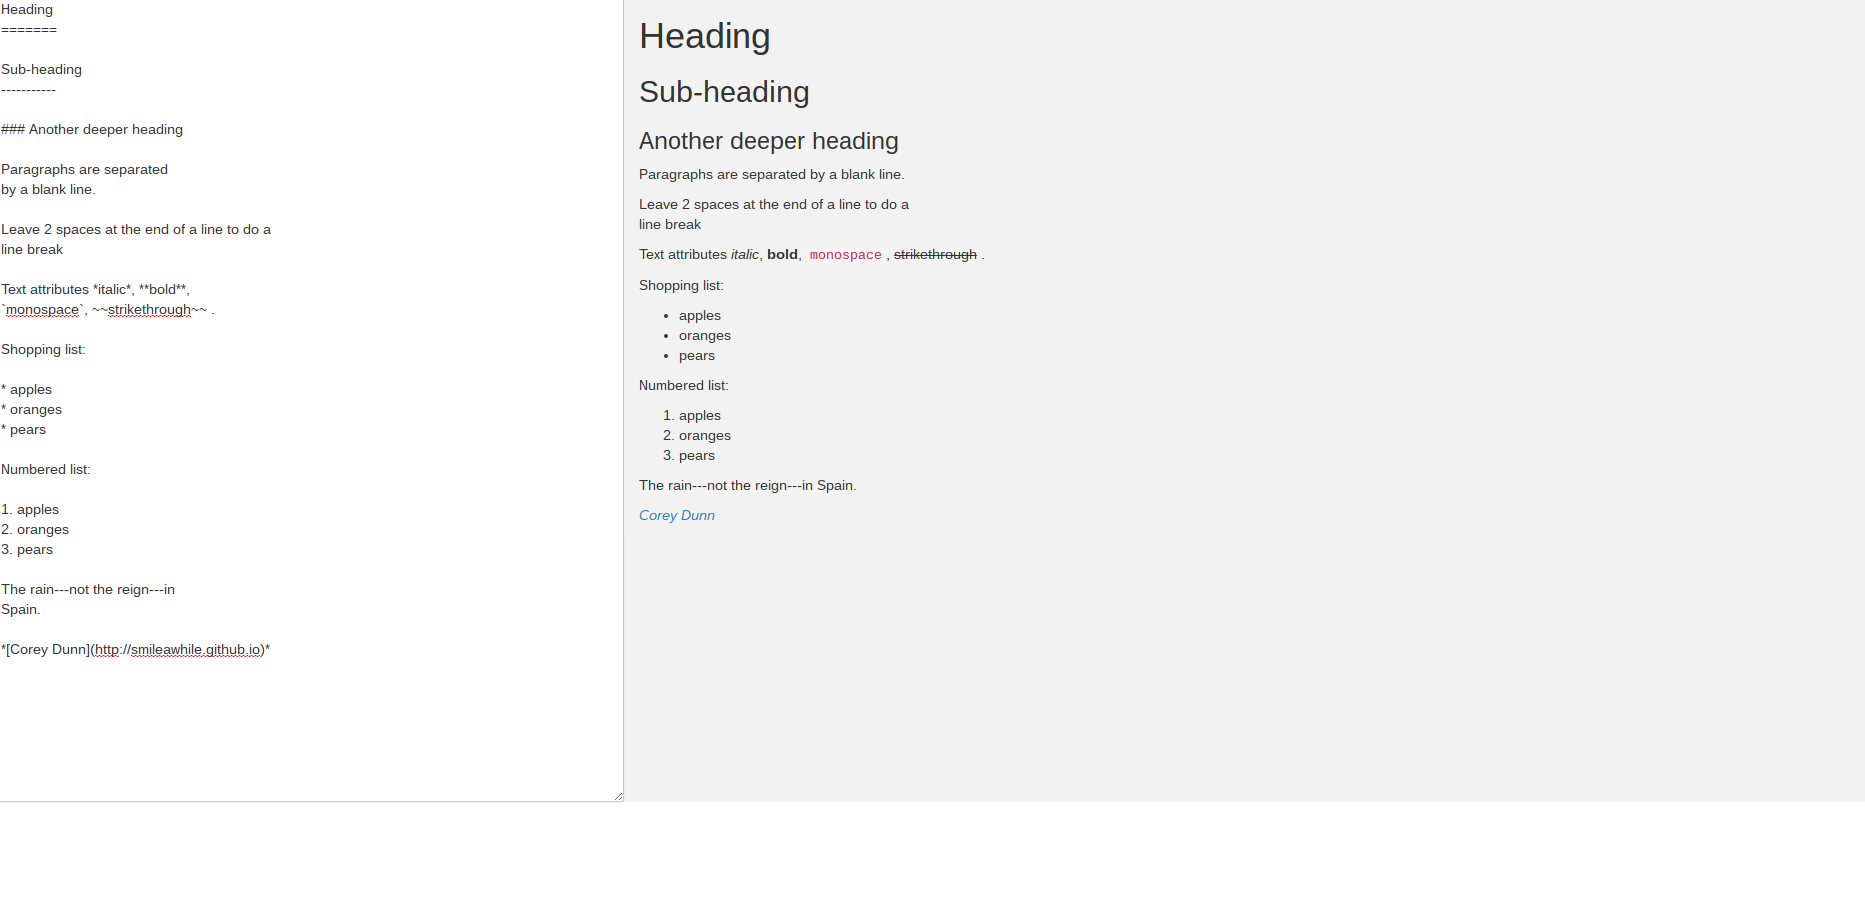 Heading
=======
Sub-heading
-----------
### Another deeper heading
Paragraphs are separated
by a blank line.
Leave 2 spaces at the end of a line to do a
line break
Text attributes *italic*, **bold**,
`monospace`, ~~strikethrough~~ .
Shopping list:
* apples
* oranges
* pears
Numbered list:
1. apples
2. oranges
3. pears
The rain---not the reign---in
Spain.
*[Corey Dunn](http://smileawhile.github.io)*
Heading
Sub-heading
Another deeper heading
Paragraphs are separated by a blank line.
Leave 2 spaces at the end of a line to do a
line break
Text attributes italic, bold, monospace , strikethrough .
Shopping list:
• apples
• oranges
• pears
Numbered list:
1. apples
2. oranges
3. pears
The rain---not the reign---in Spain.
Corey Dunn